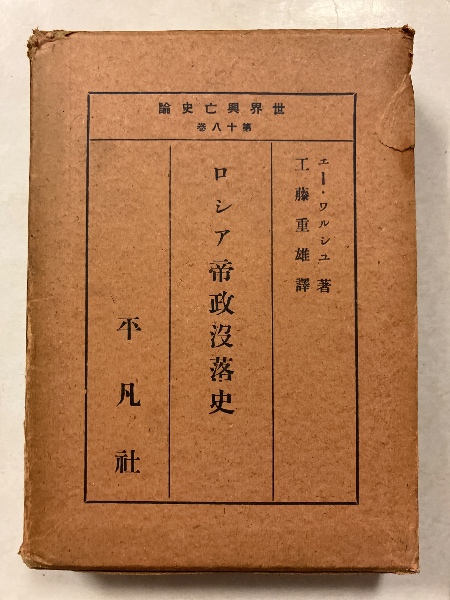 世界興亡史論
第十八巻
エー・ワルシュ著
工藤重雄譯
ロシア帝政没落史
平凡社